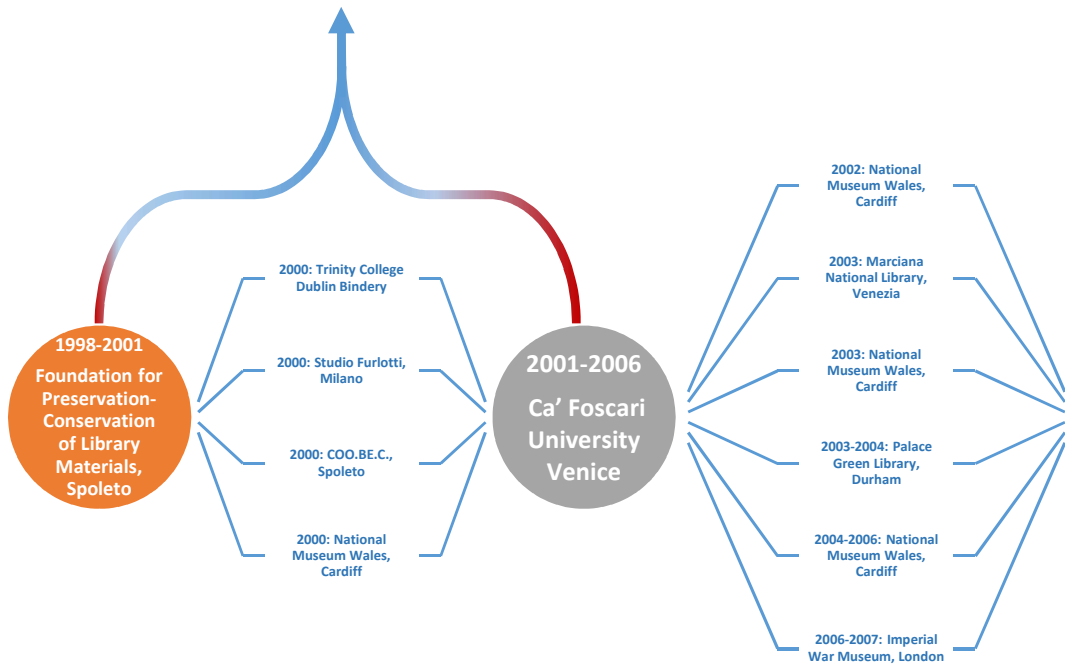 1998-2001
Foundation for
Preservation-
Conservation
of Library
Materials,
Spoleto
2000: Trinity College
Dublin Bindery
2000: Studio Furlotti,
Milano
2000: COO.BE.C.,
Spoleto
2000: National
Museum Wales,
Cardiff
2001-2006
Ca’ Foscari
University
Venice
2002: National
Museum Wales,
Cardiff
2003: Marciana
National Library,
Venezia
2003: National
Museum Wales,
Cardiff
2003-2004: Palace
Green Library,
Durham
2004-2006: National
Museum Wales,
Cardiff
2006-2007: Imperial
War Museum, London